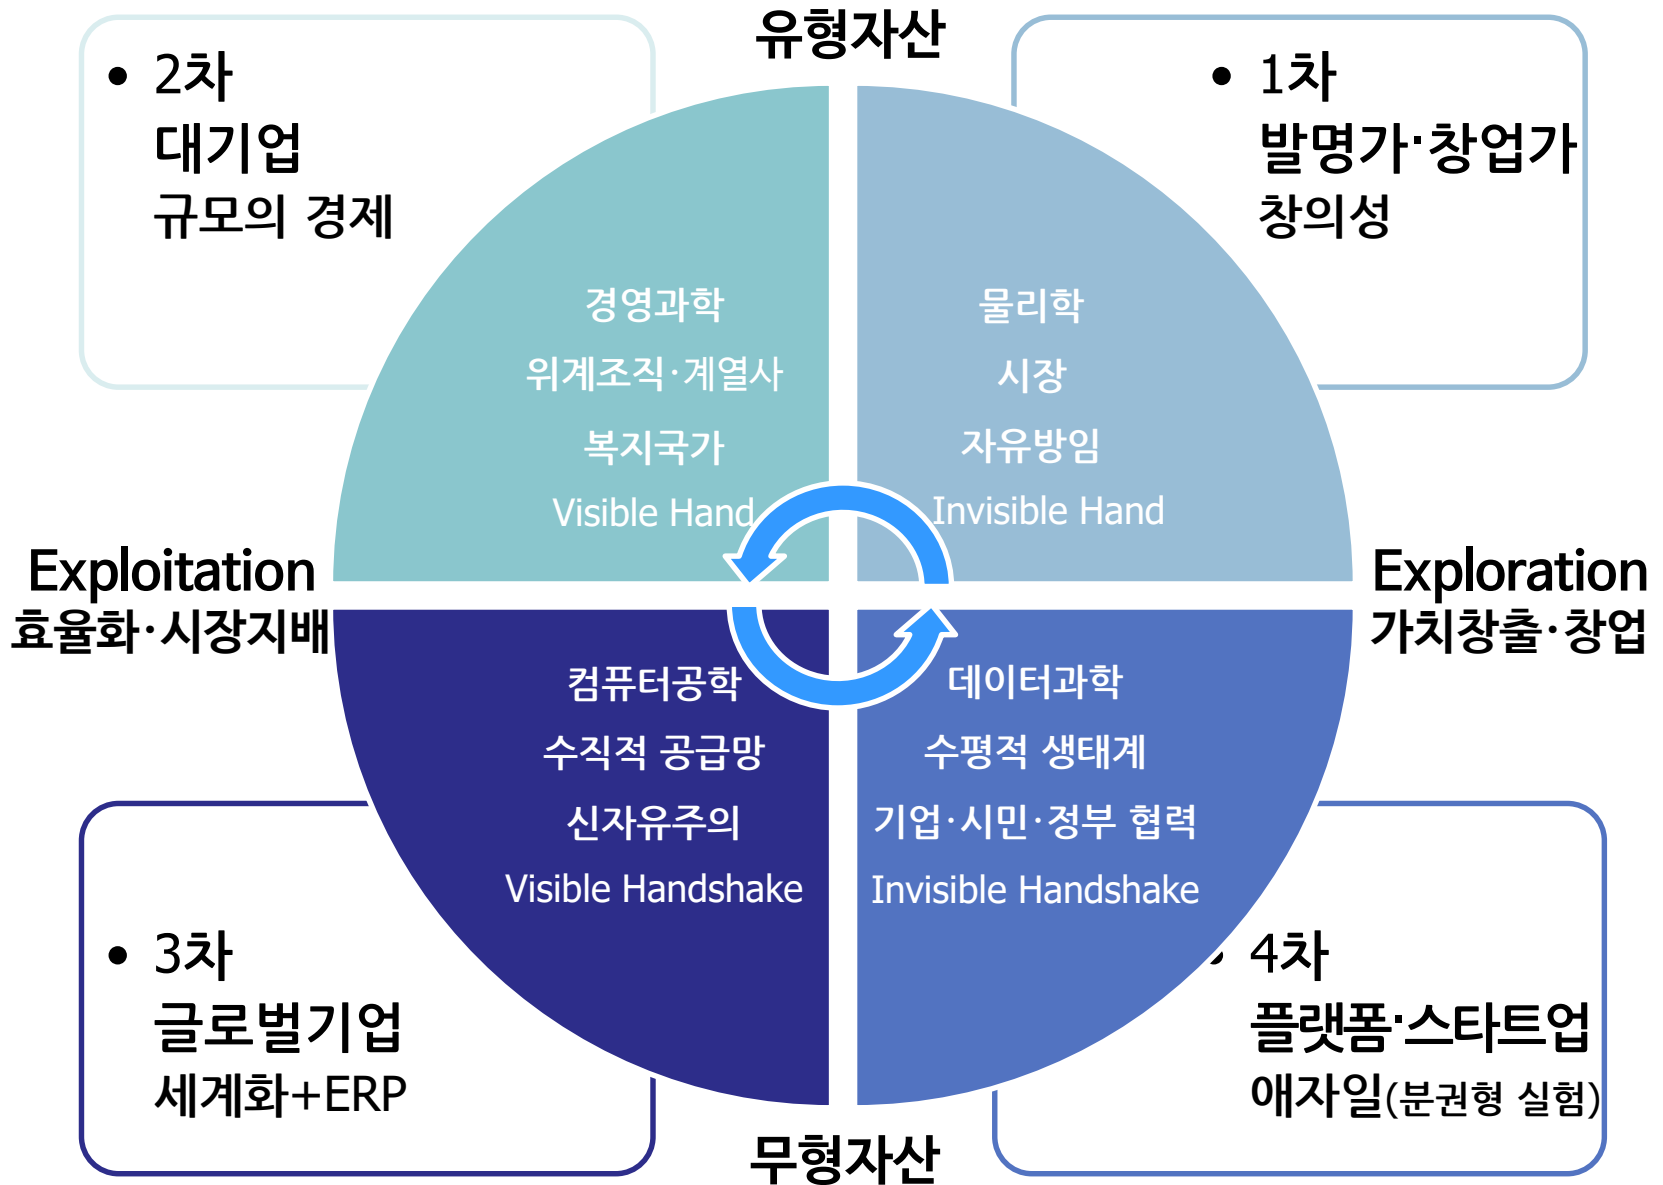 유형자산
• 2차
대기업
규모의 경제
• 1차
발명가·창업가
창의성
경영과학
위계조직·계열사
복지국가
Visible Hand
물리학
시장
자유방임
Invisible Hand
Exploitation
효율화·시장지배
Exploration
가치창출·창업
컴퓨터공학
수직적 공급망
신자유주의
Visible Handshake
데이터과학
수평적 생태계
기업·시민·정부 협력
Invisible Handshake
• 3차
글로벌기업
세계화+ERP
• 4차
플랫폼·스타트업
애자일(분권형 실험)
무형자산